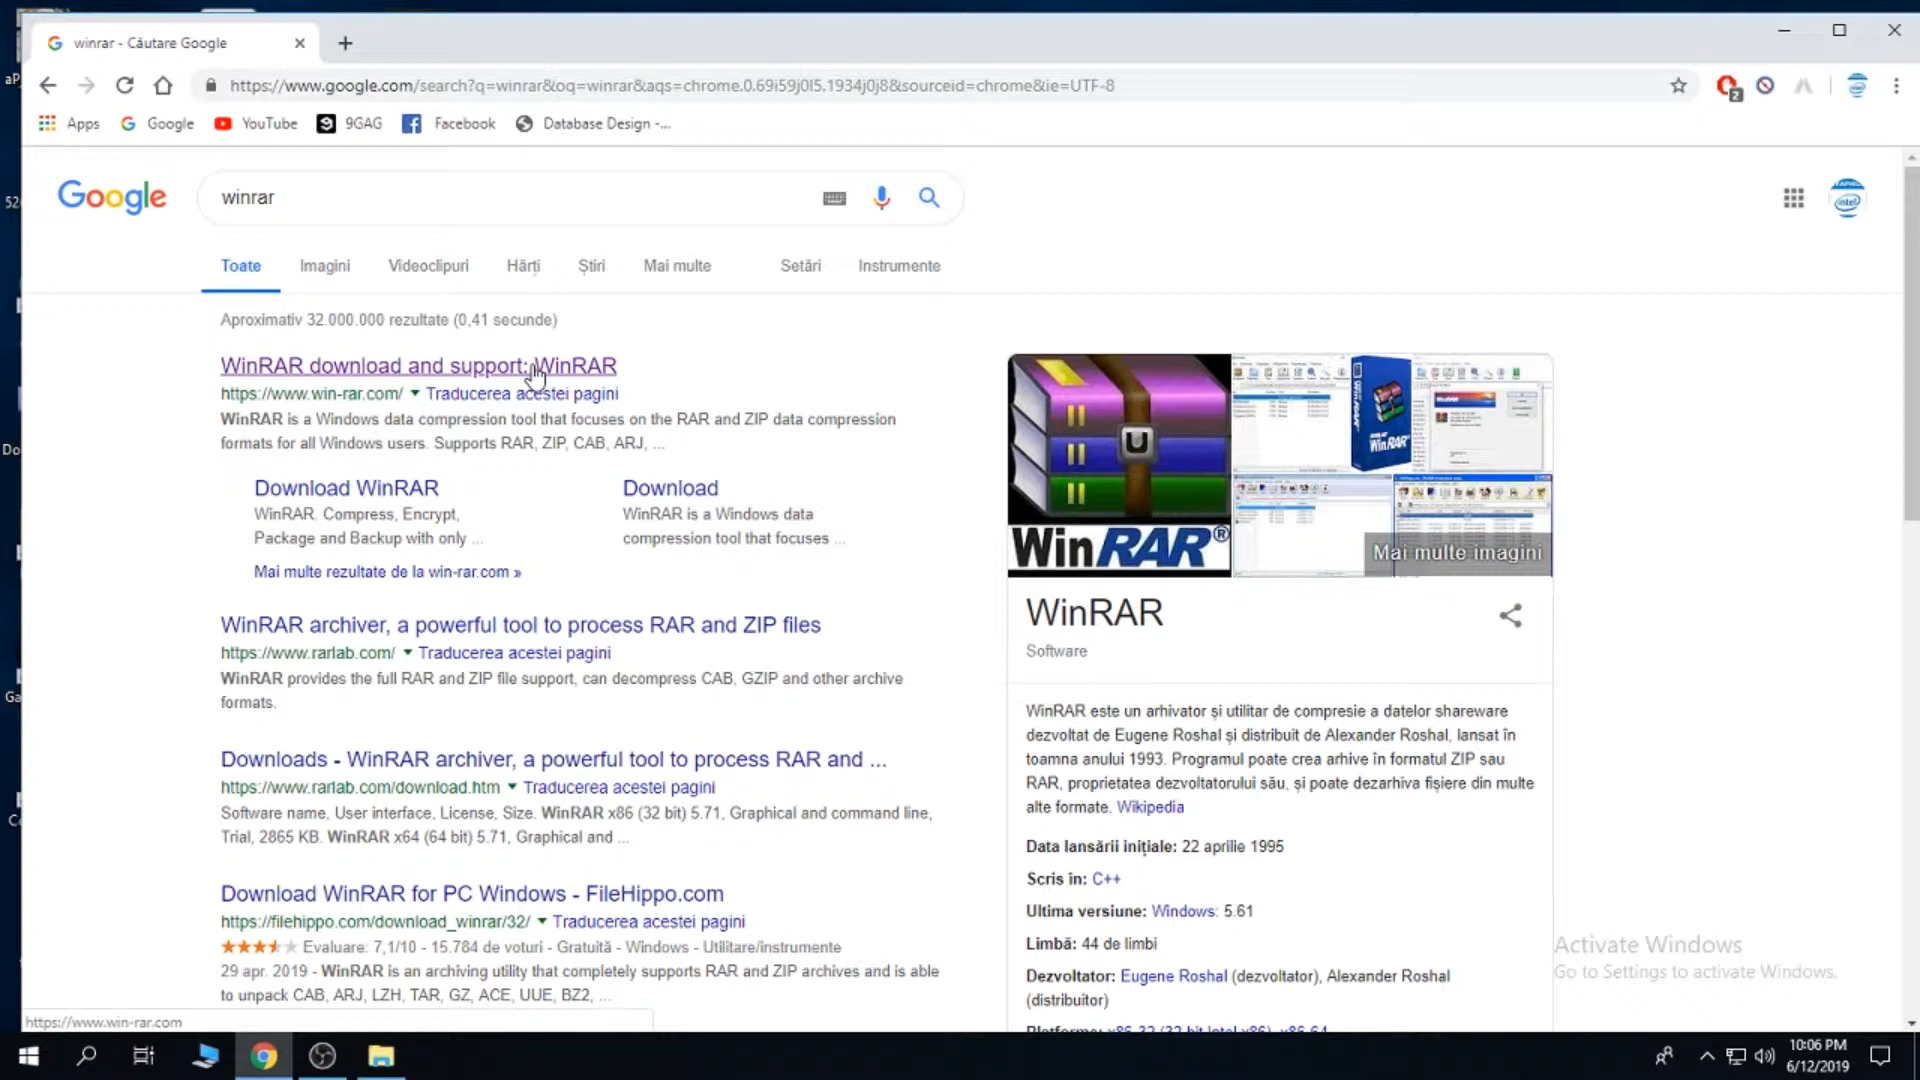 winrar - Căutare Google
https://www.google.com/search?q=winrar&oq=winrar&aqs=chrome.0.69i59j0l5.1934j0j8&sourceid=chrome&ie=UTF-8
2
Apps Google YouTube 9GAG Facebook Database Design -...
Google
winrar
intel
Toate Imagini Videoclipuri Hărți Știri Mai multe Setări Instrumente
Aproximativ 32.000.000 rezultate (0,41 secunde)
WinRAR download and support: WinRAR
https://www.win-rar.com/ Traducerea acestei pagini
WinRAR is a Windows data compression tool that focuses on the RAR and ZIP data compression
formats for all Windows users. Supports RAR, ZIP, CAB, ARJ, ...
Download WinRAR
WinRAR. Compress, Encrypt,
Package and Backup with only ...
Download
WinRAR is a Windows data
compression tool that focuses ...
Mai multe rezultate de la win-rar.com »
WinRAR archiver, a powerful tool to process RAR and ZIP files
https://www.rarlab.com/ Traducerea acestei pagini
WinRAR provides the full RAR and ZIP file support, can decompress CAB, GZIP and other archive
formats.
Downloads - WinRAR archiver, a powerful tool to process RAR and ...
https://www.rarlab.com/download.htm Traducerea acestei pagini
Software name, User interface, License, Size. WinRAR x86 (32 bit) 5.71, Graphical and command line,
Trial, 2865 KB. WinRAR x64 (64 bit) 5.71, Graphical and ...
Download WinRAR for PC Windows - FileHippo.com
https://filehippo.com/download_winrar/32/ Traducerea acestei pagini
Evaluare: 7,1/10 - 15.784 de voturi - Gratuită - Windows - Utilitare/instrumente
29 apr. 2019 - WinRAR is an archiving utility that completely supports RAR and ZIP archives and is able
to unpack CAB, ARJ, LZH, TAR, GZ, ACE, UUE, BZ2, ...
https://www.win-rar.com
WinRAR®
WinRAR
Mai multe imagini
WinRAR
Software
WinRAR este un arhivator și utilitar de compresie a datelor shareware
dezvoltat de Eugene Roshal și distribuit de Alexander Roshal, lansat în
toamna anului 1993. Programul poate crea arhive în formatul ZIP sau
RAR, proprietatea dezvoltatorului său, și poate dezarhiva fișiere din multe
alte formate. Wikipedia
Data lansării inițiale: 22 aprilie 1995
Scris în: C++
Ultima versiune: Windows: 5.61
Limbă: 44 de limbi
Dezvoltator: Eugene Roshal (dezvoltator), Alexander Roshal
(distribuitor)
Platforme: x86-32 (32-bit Intel x86), x86-64
Activate Windows
Go to Settings to activate Windows.
10:06 PM
6/12/2019